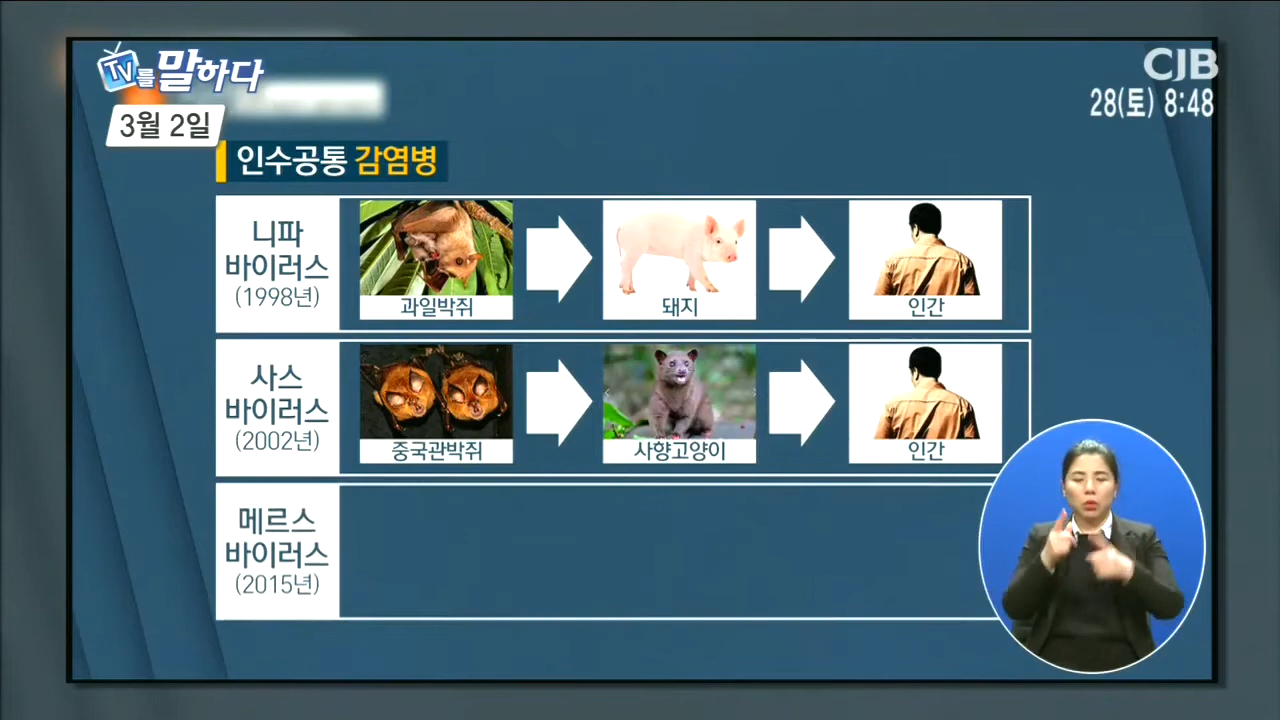 TV를 말하다
CJB
28(토) 8:48
3월 2일
인수공통 감염병
니파
바이러스
(1998년)
과일박쥐
돼지
인간
사스
바이러스
(2002년)
중국관박쥐
사향고양이
인간
메르스
바이러스
(2015년)